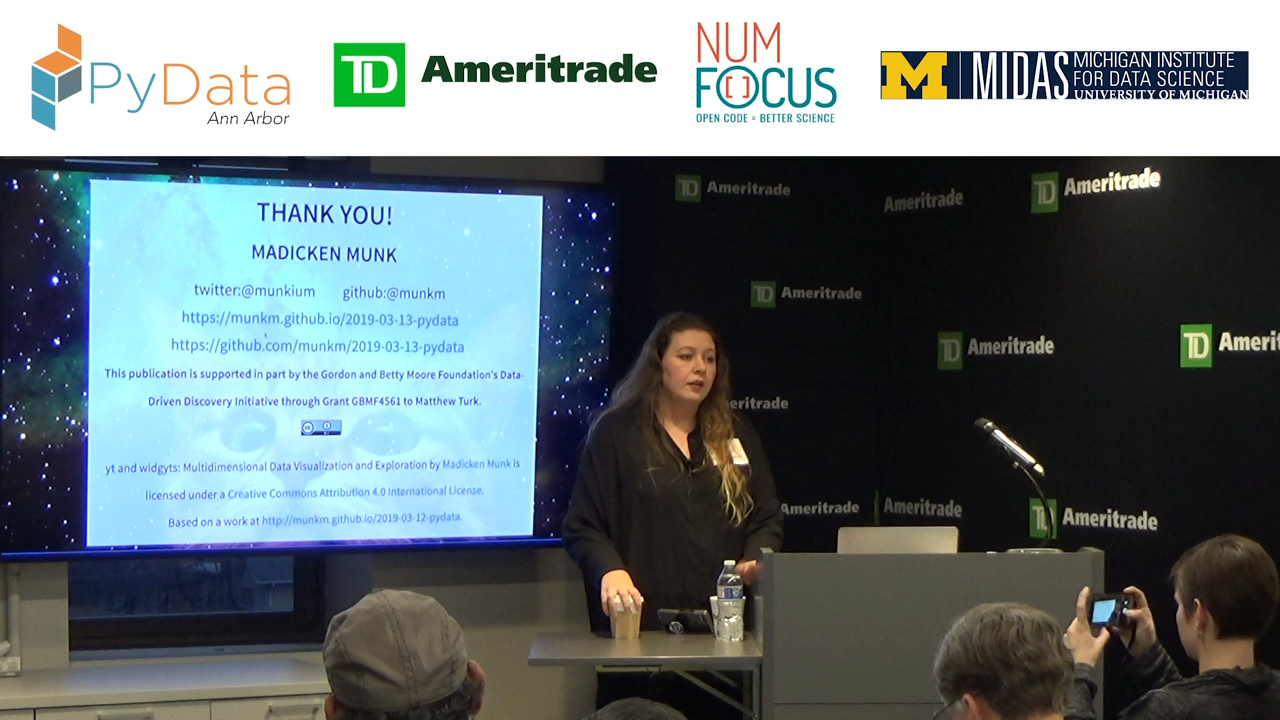 PyData
Ann Arbor
TD Ameritrade
NUM
FOCUS
OPEN CODE = BETTER SCIENCE
M MIDAS
MICHIGAN INSTITUTE
FOR DATA SCIENCE
UNIVERSITY OF MICHIGAN
THANK YOU!
MADICKEN MUNK
twitter:@munkium github:@munkm
https://munkm.github.io/2019-03-13-pydata
https://github.com/munkm/2019-03-13-pydata
This publication is supported in part by the Gordon and Betty Moore Foundation's Data-
Driven Discovery Initiative through Grant GBMF4561 to Matthew Turk.
cc
yt and widgyts: Multidimensional Data Visualization and Exploration by Madicken Munk is
licensed under a Creative Commons Attribution 4.0 International License.
Based on a work at http://munkm.github.io/2019-03-12-pydata.
TD Ameritrade
Ameritrade
TD Ameritrade
TD Ameritrade
TD Ameritrade
TD Ameri
eritrade
Ameritrade
Ameritrade
TD Ameritrade